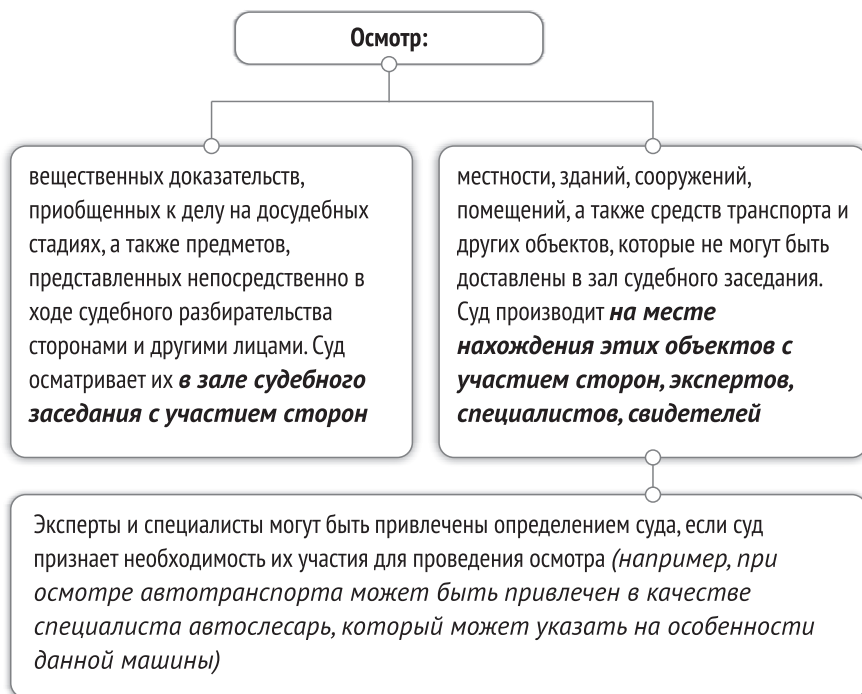 Осмотр:
вещественных доказательств,
приобщенных к делу на досудебных
стадиях, а также предметов,
представленных непосредственно в
ходе судебного разбирательства
сторонами и другими лицами. Суд
осматривает их в зале судебного
заседания с участием сторон
местности, зданий, сооружений,
помещений, а также средств транспорта и
других объектов, которые не могут быть
доставлены в зал судебного заседания.
Суд производит на месте
нахождения этих объектов с
участием сторон, экспертов,
специалистов, свидетелей
Эксперты и специалисты могут быть привлечены определением суда, если суд
признает необходимость их участия для проведения осмотра (например, при
осмотре автотранспорта может быть привлечен в качестве
специалиста автослесарь, который может указать на особенности
данной машины)